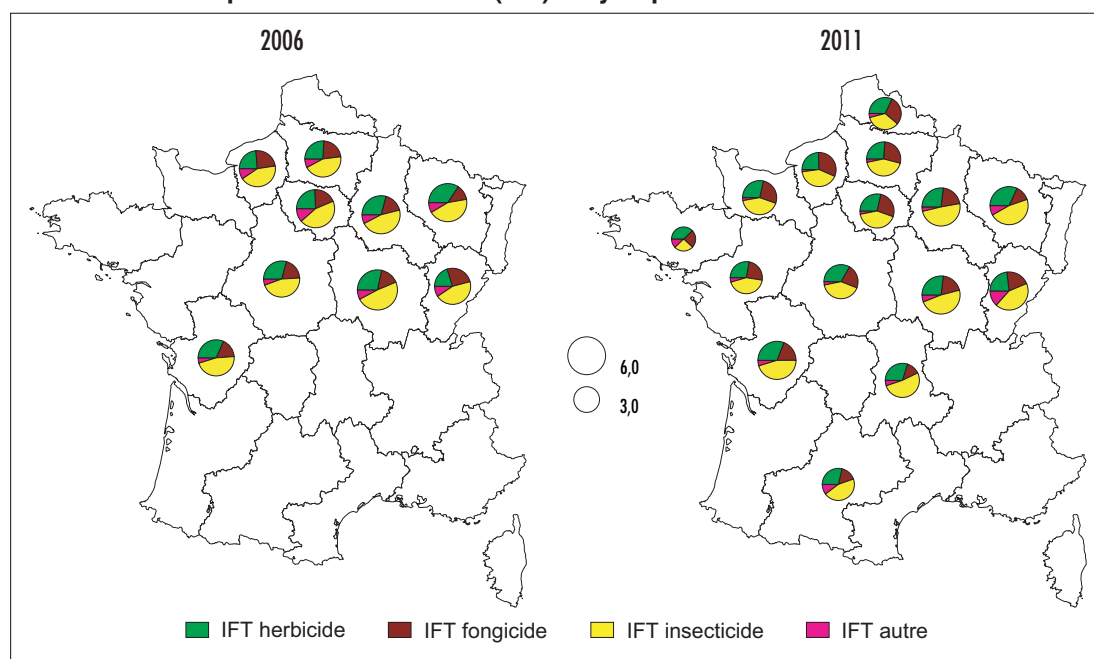 2006
2011
6,0
3,0
IFT herbicide
IFT fongicide
IFT insecticide
IFT autre